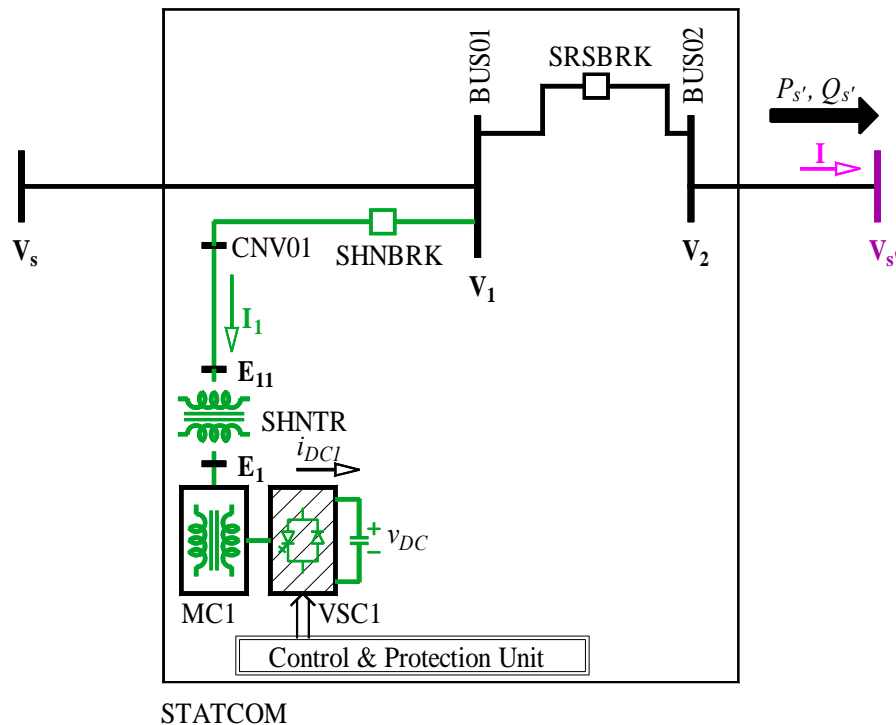 BUS01
BUS02
SRSBRK
Ps', Qs'
I
Vs
CNV01
SHNBRK
V1
V2
Vs'
I1
E11
SHNTR
iDC1
E1
+
vDC
−
MC1
VSC1
Control & Protection Unit
STATCOM